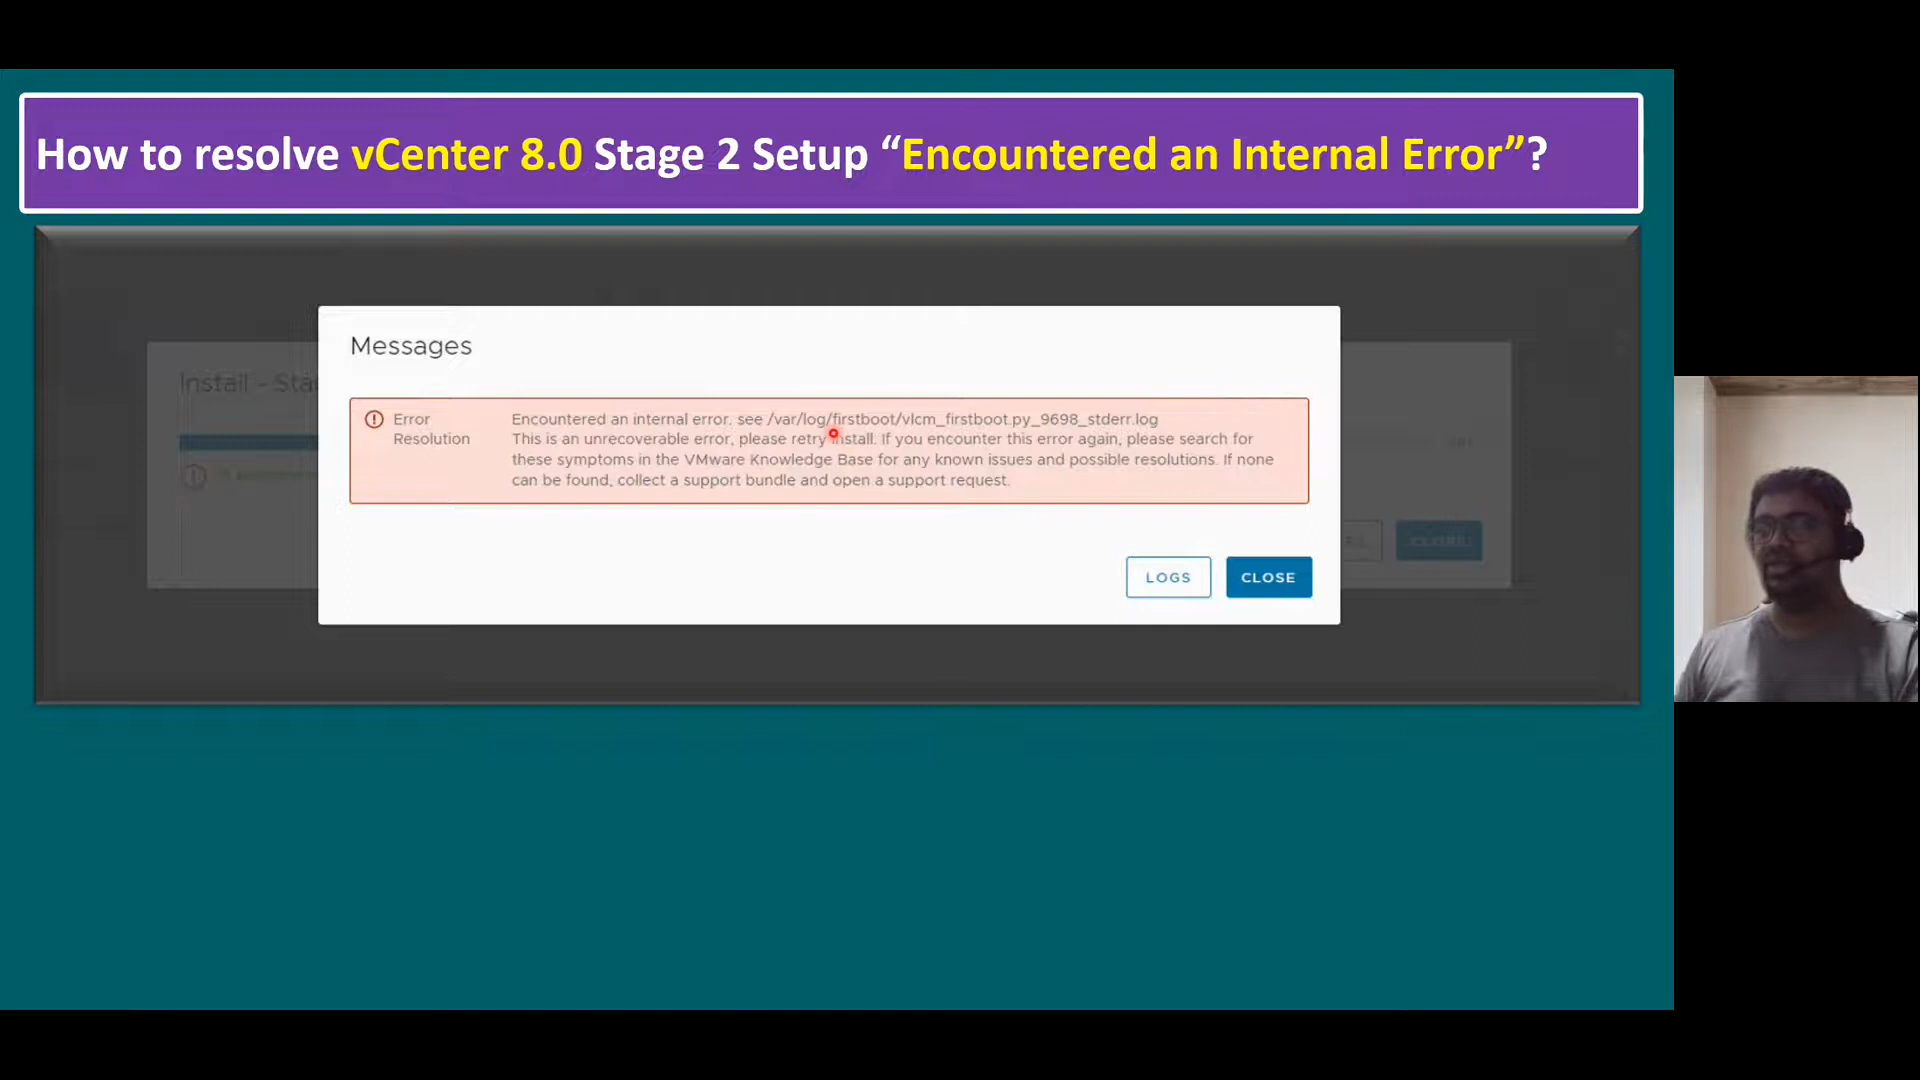 How to resolve vCenter 8.0 Stage 2 Setup “Encountered an Internal Error”?
Messages
Install - Sta
Error
Encountered an internal error. see /var/log/firstboot/vlcm_firstboot.py_9698_stderr.log
Resolution
This is an unrecoverable error, please retry install. If you encounter this error again, please search for
these symptoms in the VMware Knowledge Base for any known issues and possible resolutions. If none
can be found, collect a support bundle and open a support request.
LOGS
CLOSE
CLOSE